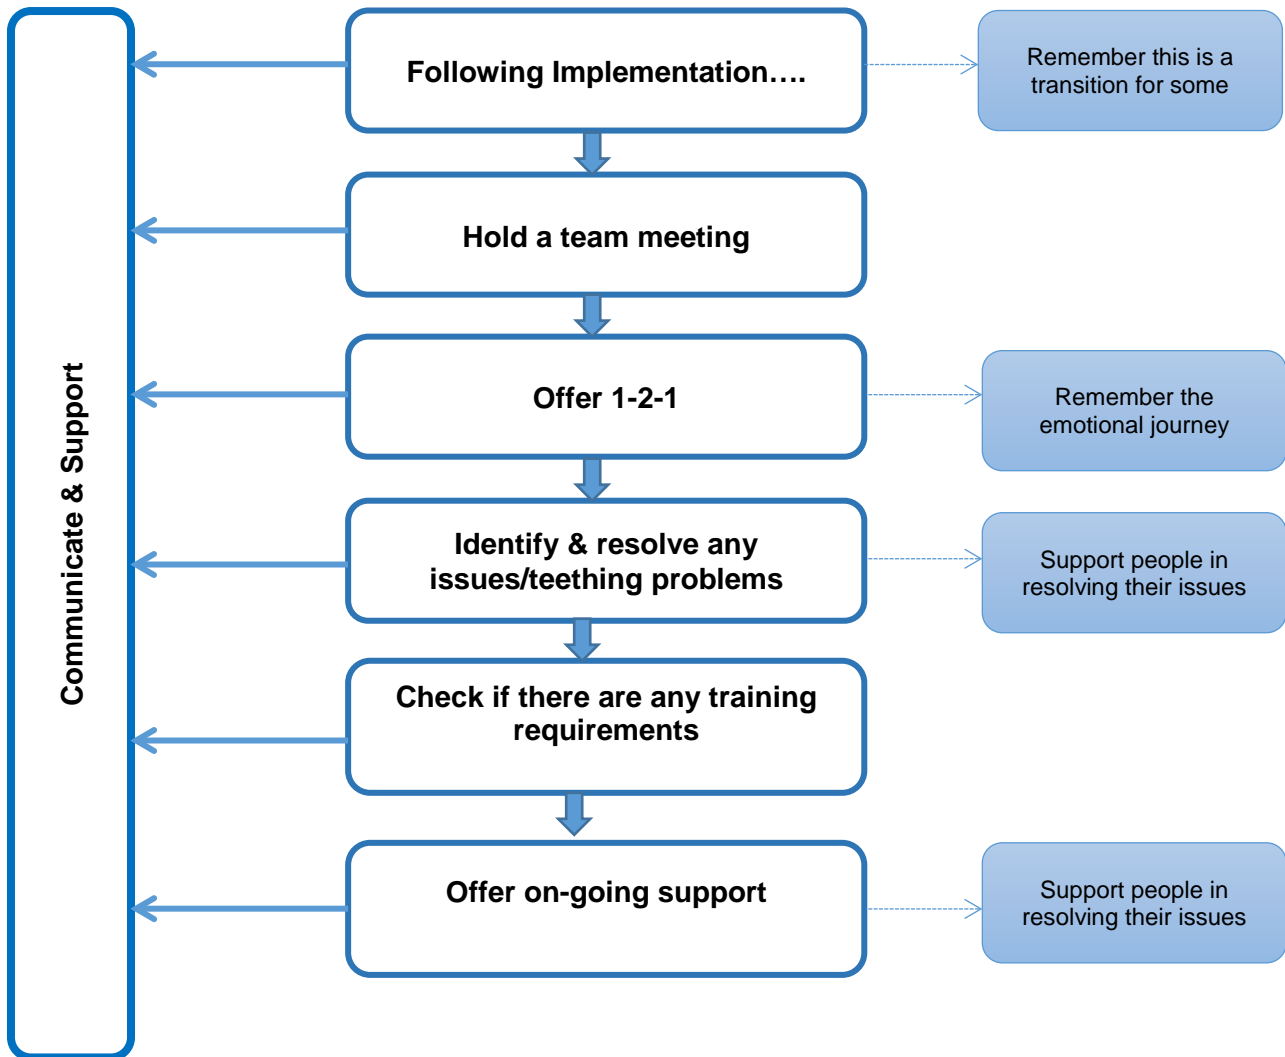 Communicate & Support
Following Implementation….
Remember this is a
transition for some
Hold a team meeting
Offer 1-2-1
Remember the
emotional journey
Identify & resolve any
issues/teething problems
Support people in
resolving their issues
Check if there are any training
requirements
Offer on-going support
Support people in
resolving their issues